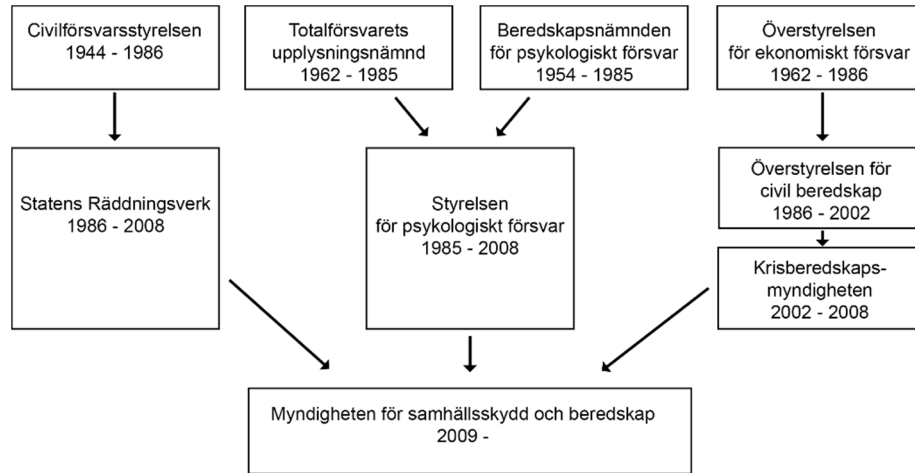 Civilförsvarsstyrelsen
1944 - 1986
Totalförsvarets
upplysningsnämnd
1962 - 1985
Beredskapsnämnden
för psykologiskt försvar
1954 - 1985
Överstyrelsen
för ekonomiskt försvar
1962 - 1986
Statens Räddningsverk
1986 - 2008
Styrelsen
för psykologiskt försvar
1985 - 2008
Överstyrelsen för
civil beredskap
1986 - 2002
Krisberedskaps-
myndigheten
2002 - 2008
Myndigheten för samhällsskydd och beredskap
2009 -